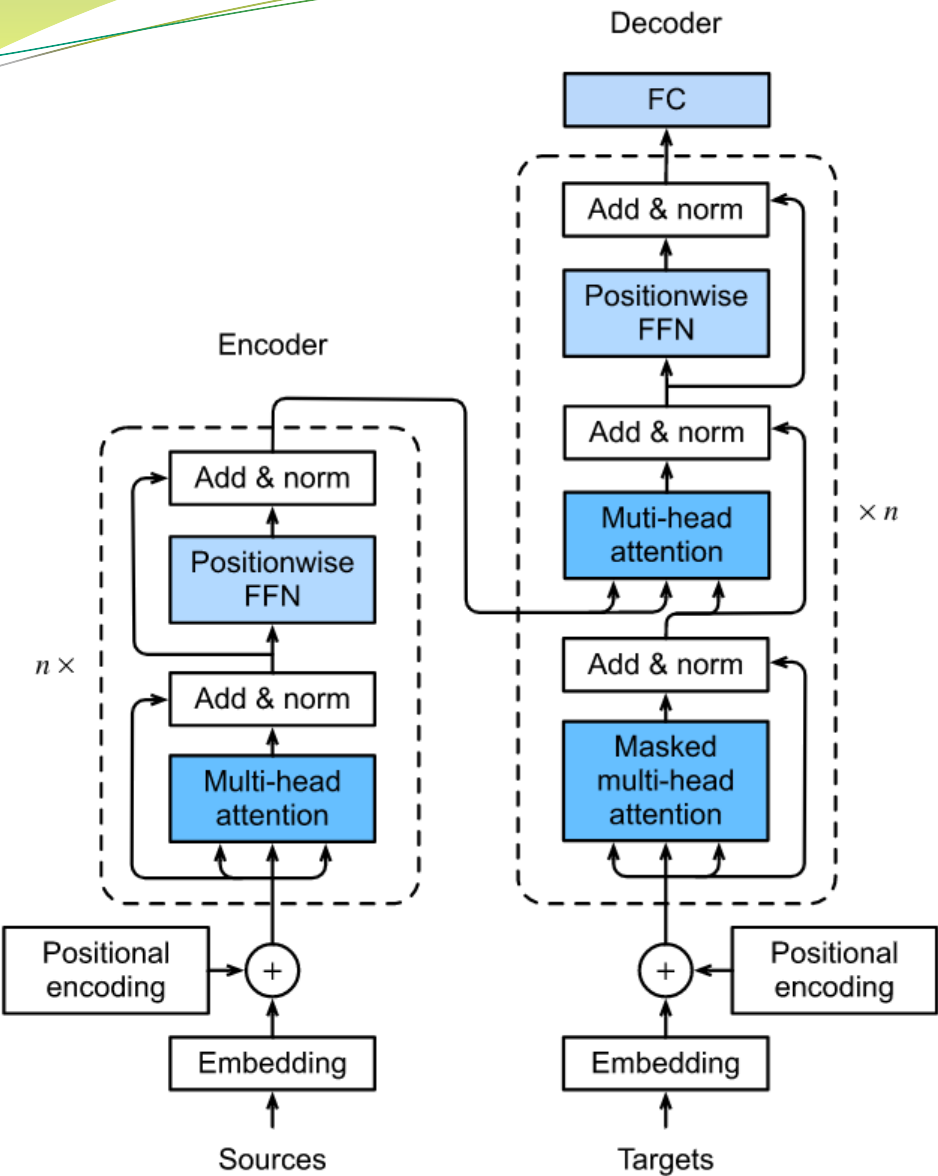 Decoder
FC
Add & norm
Positionwise
FFN
Add & norm
Muti-head
attention
× n
Add & norm
Masked
multi-head
attention
Positional
encoding
+
Embedding
Targets
Encoder
Add & norm
Positionwise
FFN
n ×
Add & norm
Multi-head
attention
Positional
encoding
+
Embedding
Sources